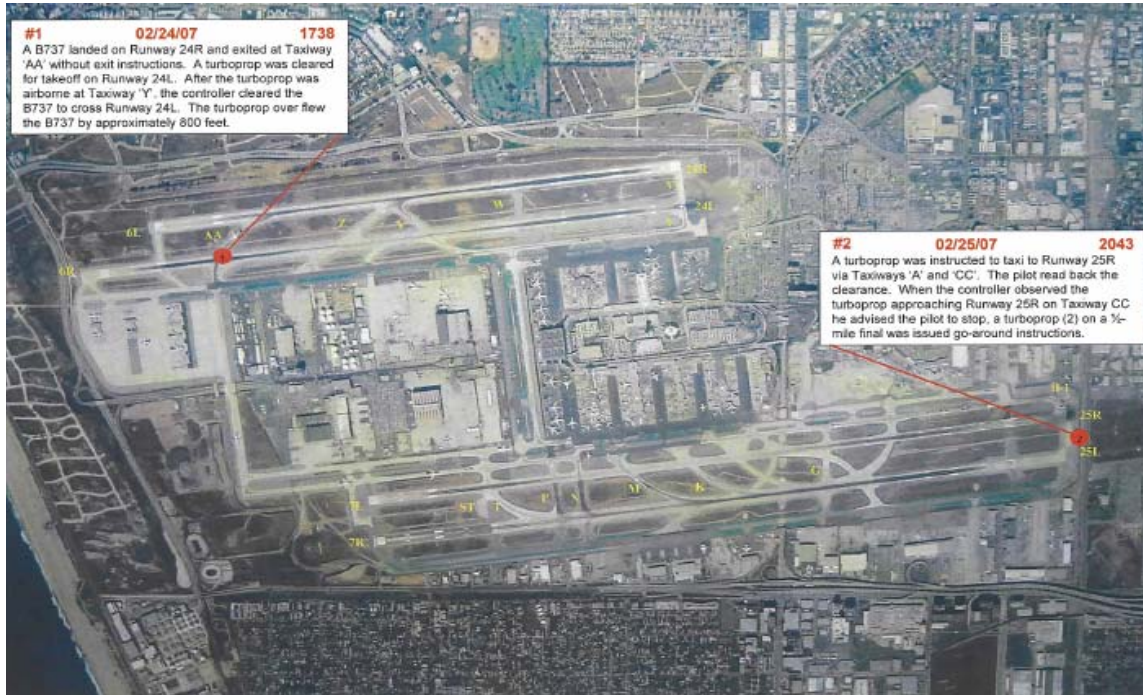 #1 02/24/07 1738
A B737 landed on Runway 24R and exited at Taxiway
'AA' without exit instructions. A turboprop was cleared
for takeoff on Runway 24L. After the turboprop was
airborne at Taxiway 'Y', the controller cleared the
B737 to cross Runway 24L. The turboprop over flew
the B737 by approximately 800 feet.
24R
V
W
24L
6L
AA
Z
Y
1
6R
#2 02/25/07 2043
A turboprop was instructed to taxi to Runway 25R
via Taxiways 'A' and 'CC'. The pilot read back the
clearance. When the controller observed the
turboprop approaching Runway 25R on Taxiway CC
he advised the pilot to stop, a turboprop (2) on a ½–
mile final was issued go-around instructions.
25R
2
25L
G
M
K
P
N
ST
T
7L
7R